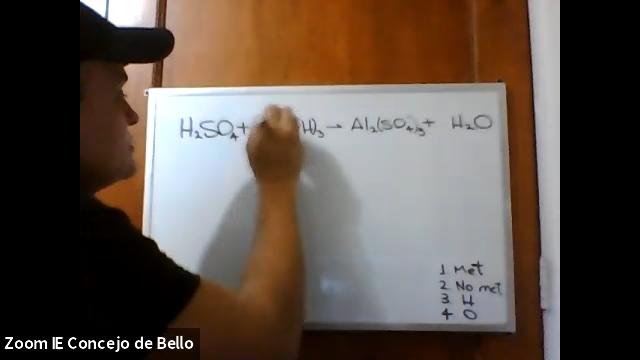 H₂SO₄ + H)₃ → Al₂(SO₄)₃ + H₂O
1 Met
2 No met
3 H
4 O
Zoom IE Concejo de Bello